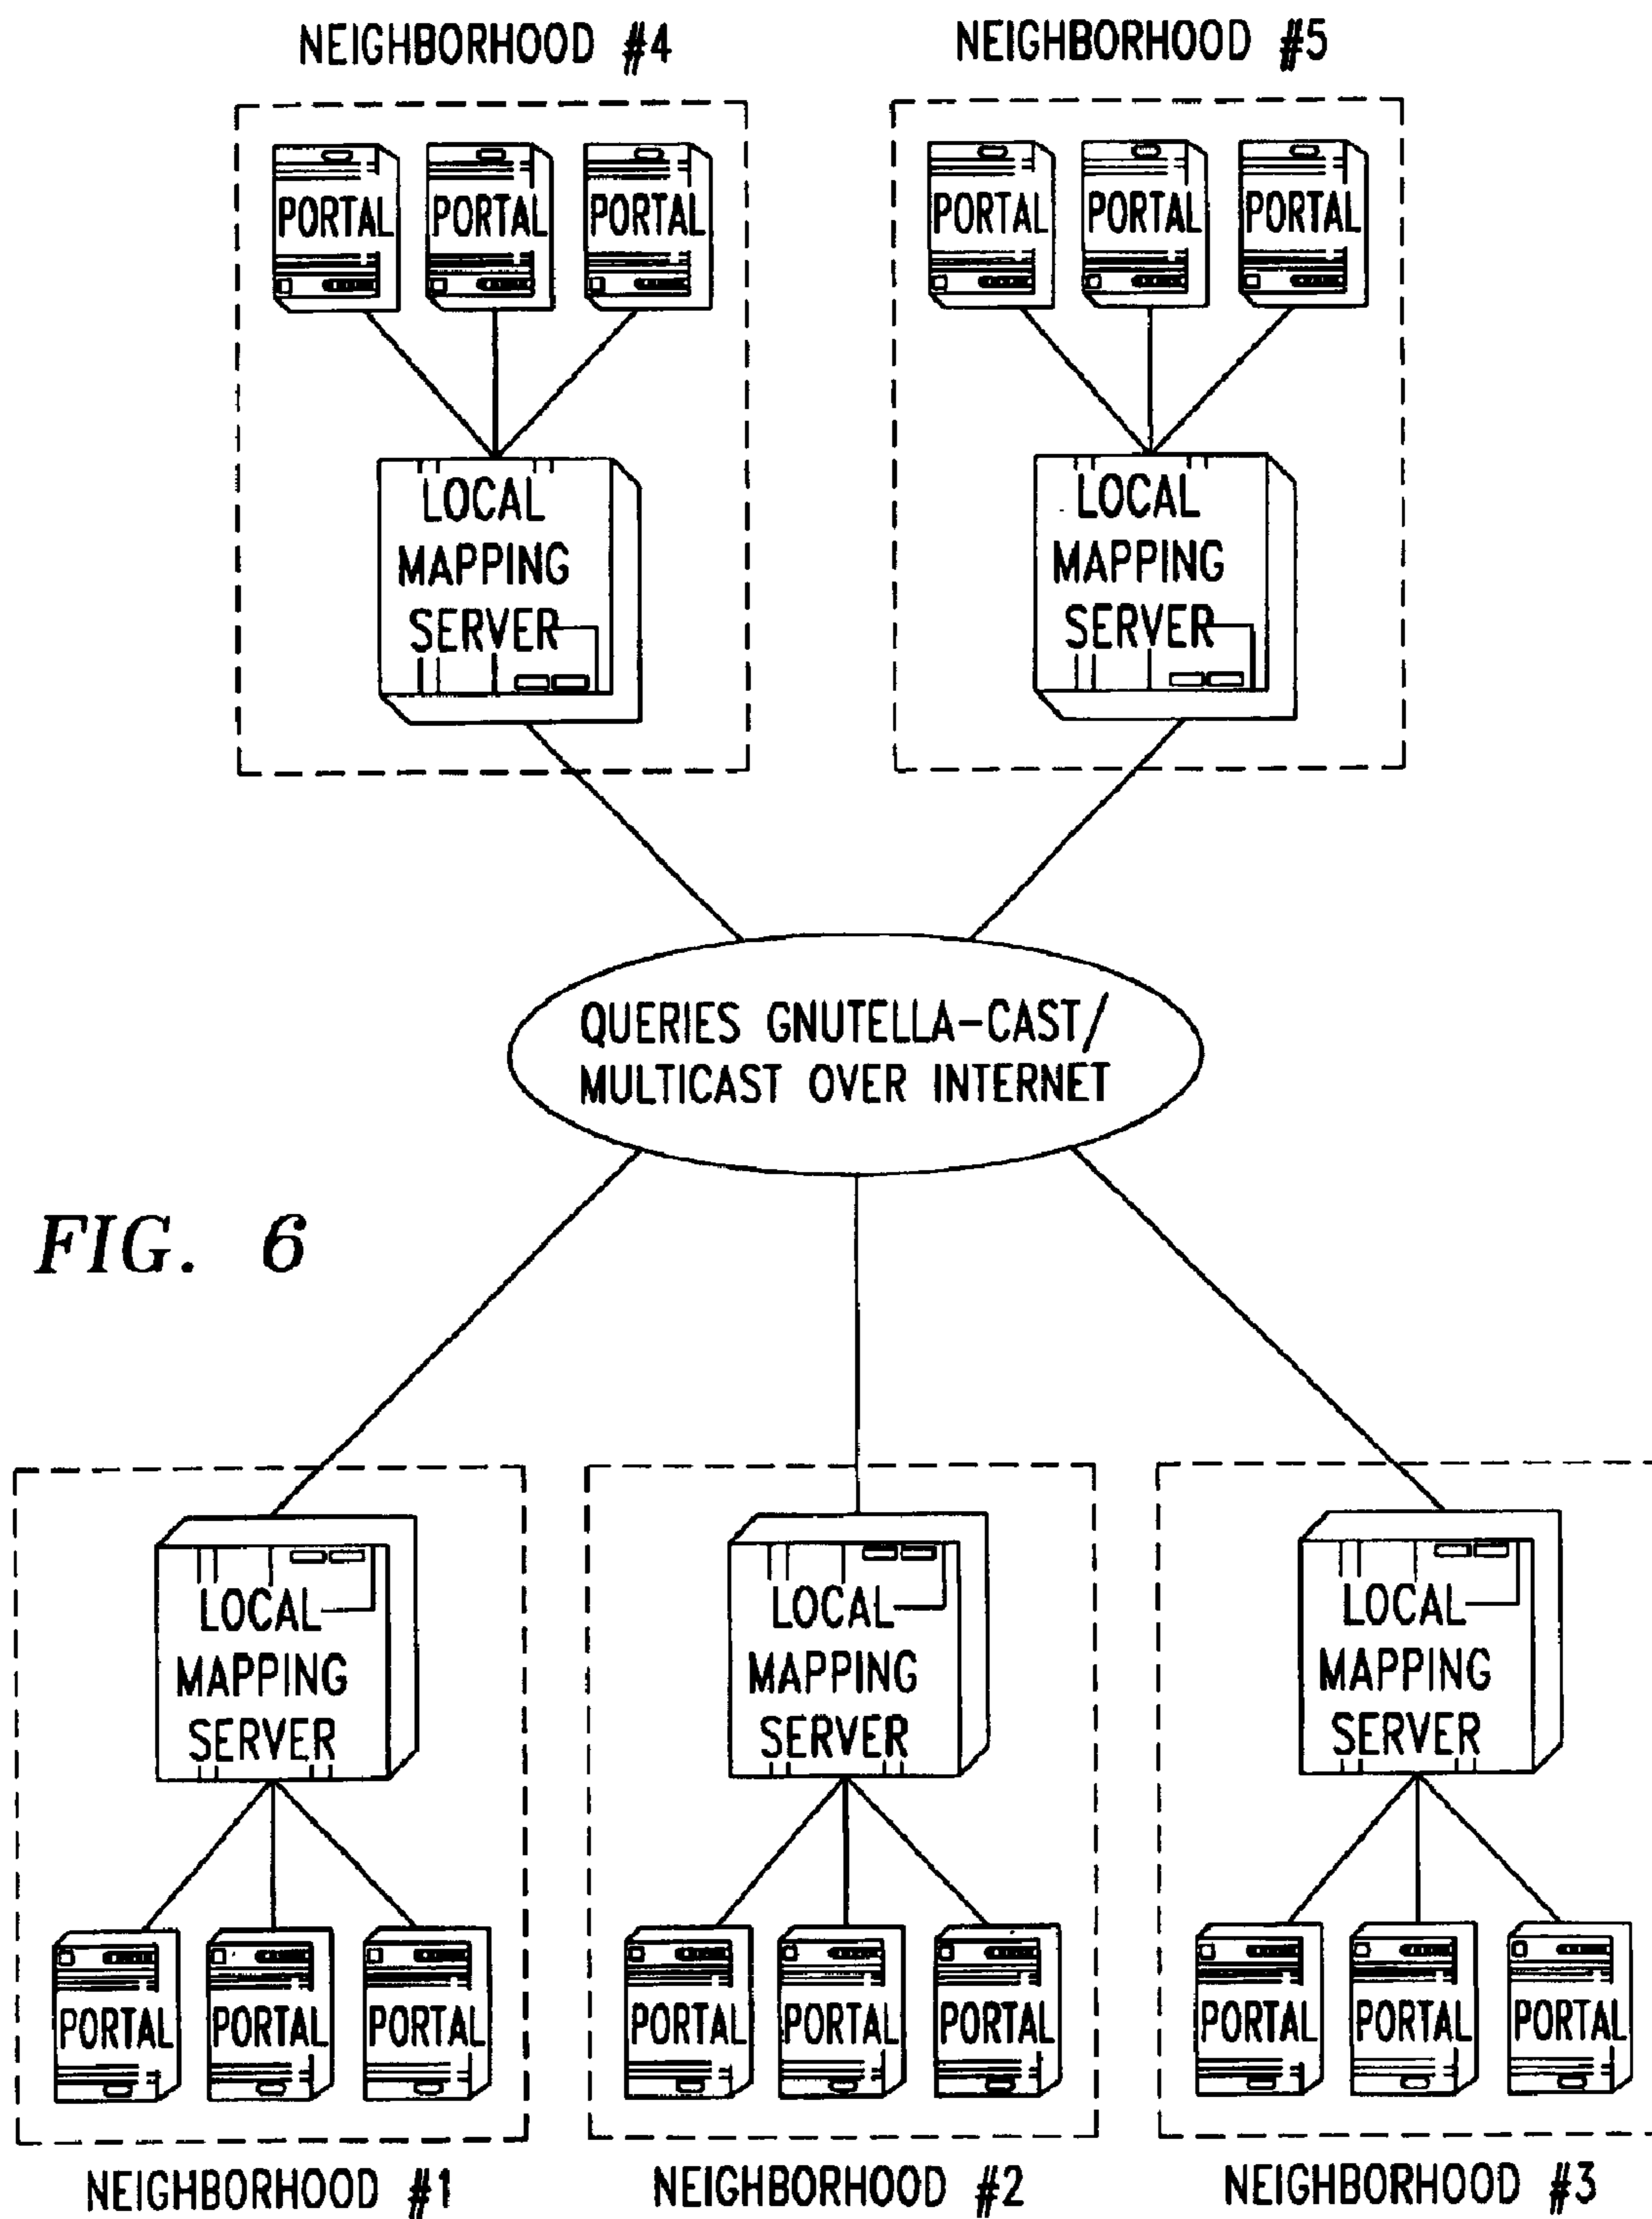 NEIGHBORHOOD #4
NEIGHBORHOOD #5
PORTAL
PORTAL
PORTAL
PORTAL
PORTAL
PORTAL
LOCAL
MAPPING
SERVER
LOCAL
MAPPING
SERVER
QUERIES GNUTELLA-CAST/
MULTICAST OVER INTERNET
FIG. 6
LOCAL
MAPPING
SERVER
LOCAL
MAPPING
SERVER
LOCAL
MAPPING
SERVER
PORTAL
PORTAL
PORTAL
PORTAL
PORTAL
PORTAL
PORTAL
PORTAL
PORTAL
NEIGHBORHOOD #1
NEIGHBORHOOD #2
NEIGHBORHOOD #3